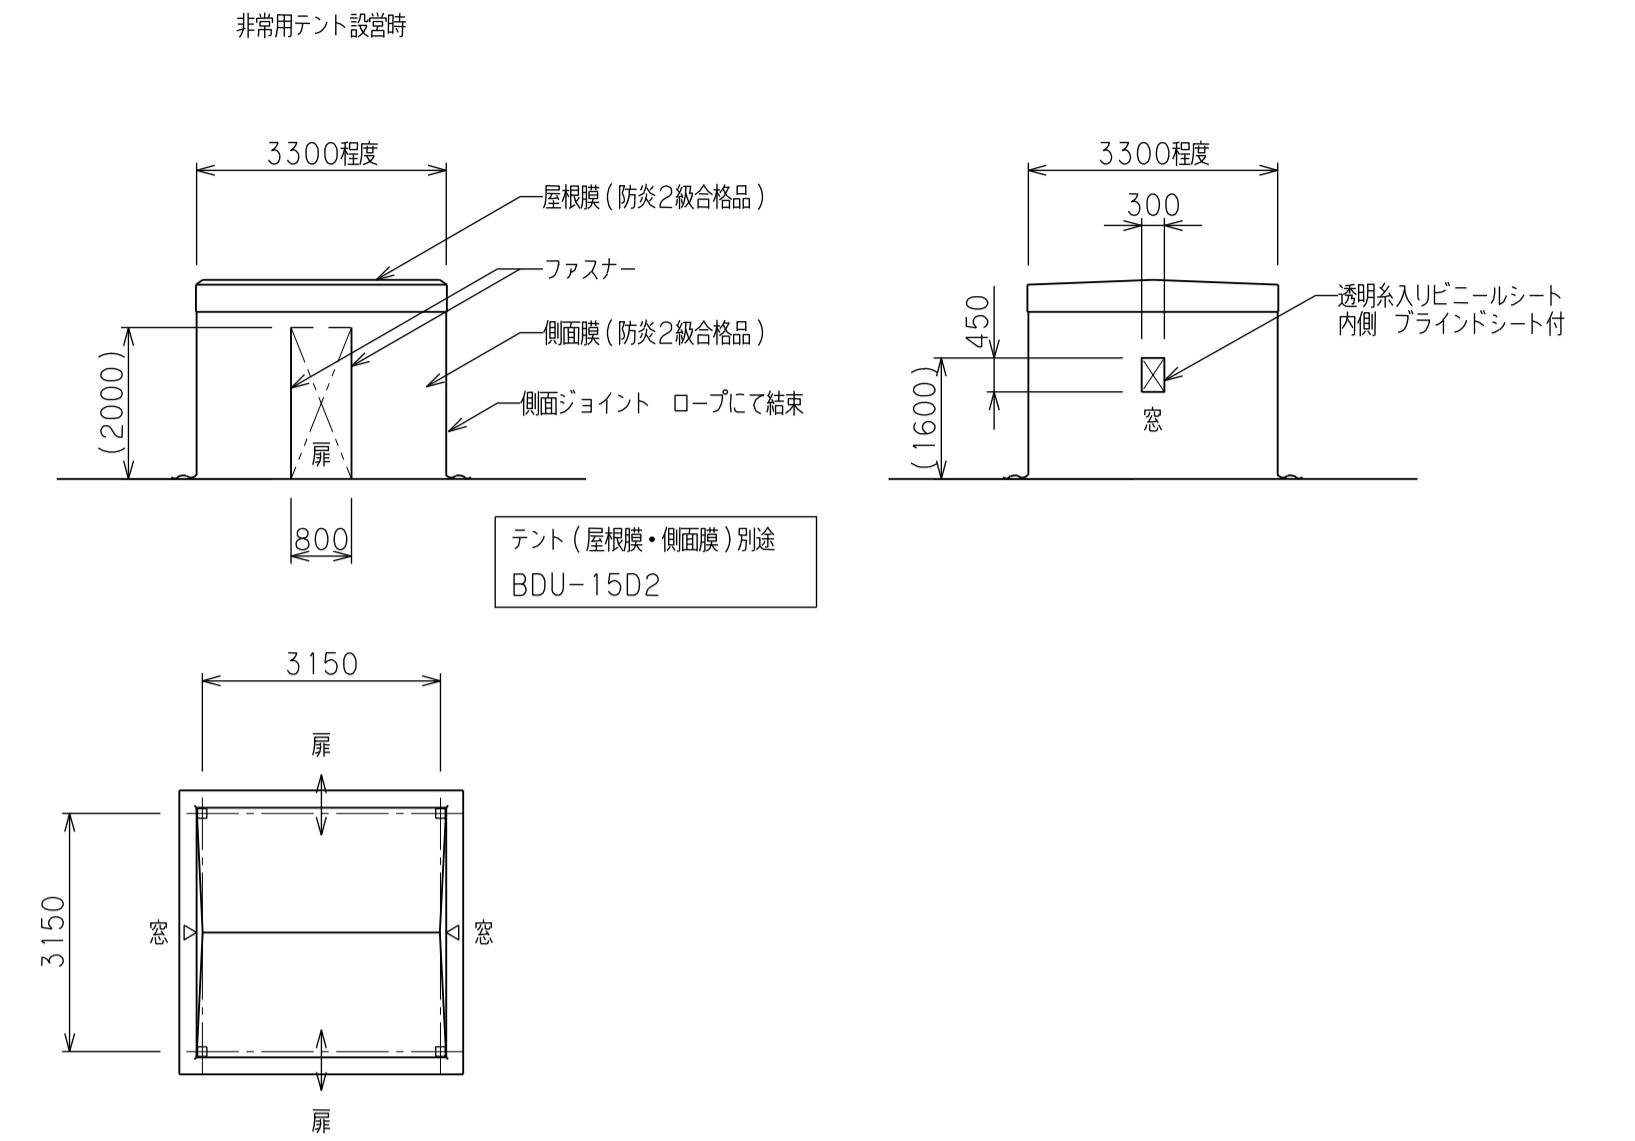 非常用テント設営時
3300程度
屋根膜(防炎2級合格品)
ファスナー
側面膜(防炎2級合格品)
側面ジョイント　ロープにて結束
(2000)
扉
800
テント(屋根膜・側面膜)別途
BDU-15D2
3300程度
300
450
(1600)
窓
透明糸入リビニールシート
内側　ブラインドシート付
3150
扉
3150
窓
窓
扉